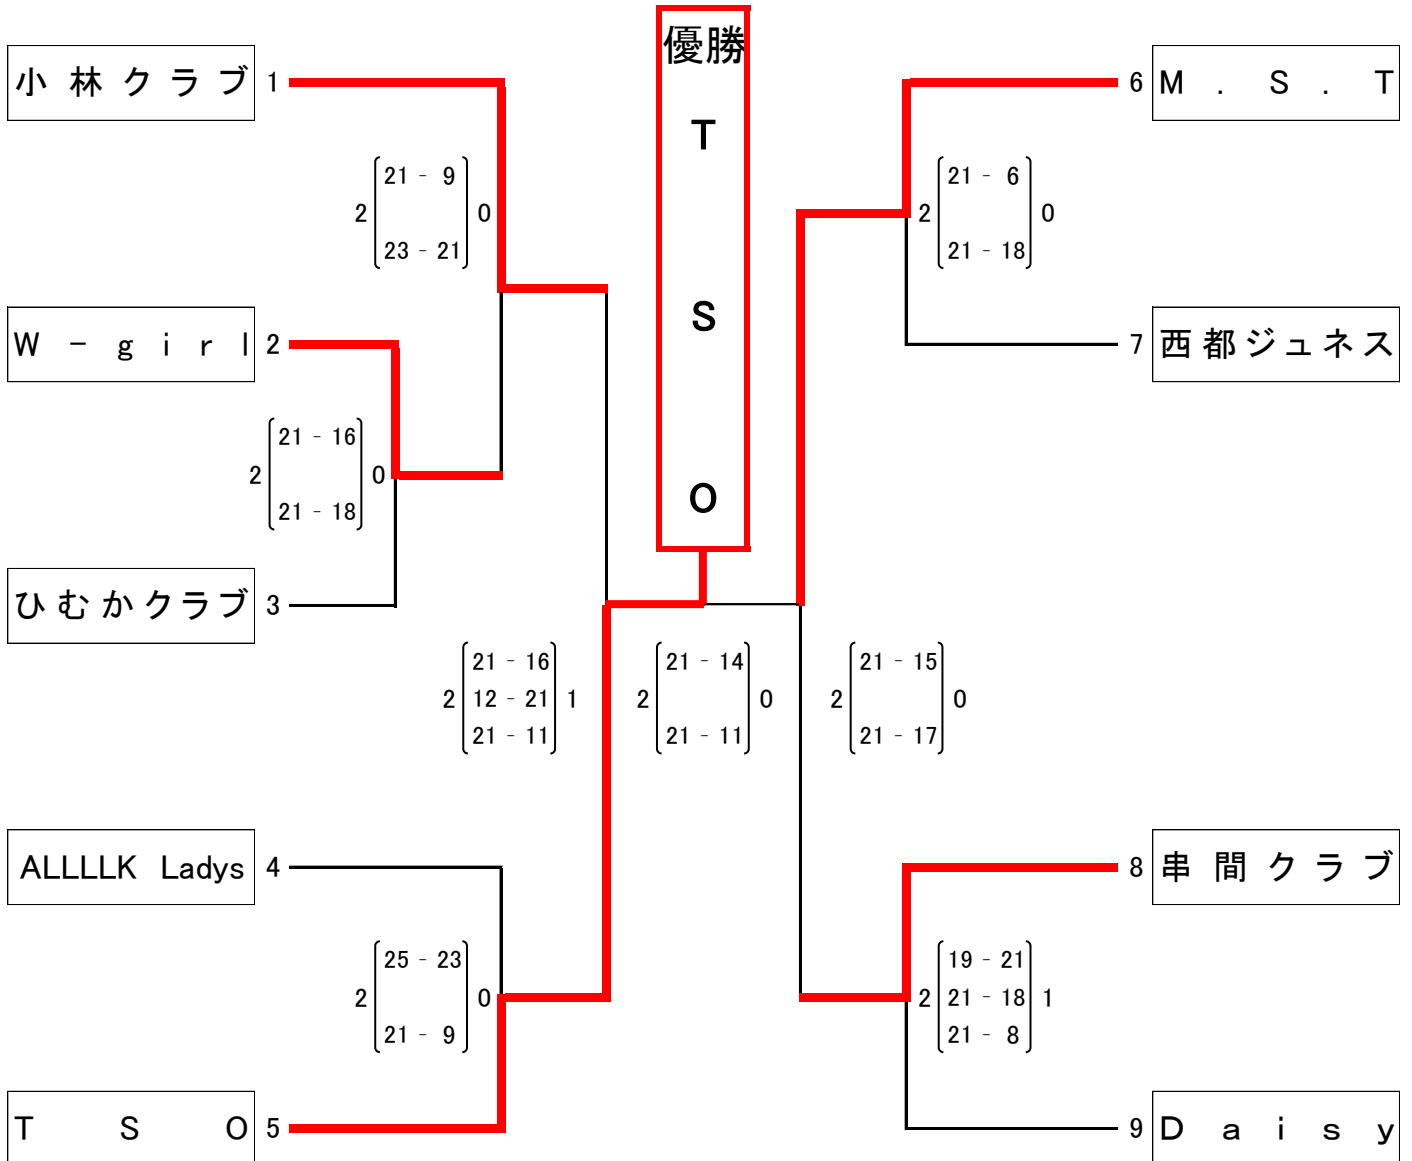 優勝
T
S
O
小林クラブ 1
2 21 - 9 0
23 - 21
W - girl 2
2 21 - 16 0
21 - 18
ひむかクラブ 3
2 21 - 16 1
12 - 21
21 - 11
ALLLLK Ladys 4
2 25 - 23 0
21 - 9
T S O 5
2 21 - 14 0
21 - 11
6 M . S . T
2 21 - 6 0
21 - 18
7 西都ジュネス
2 21 - 15 0
21 - 17
8 串間クラブ
2 19 - 21 1
21 - 18
21 - 8
9 Daisy